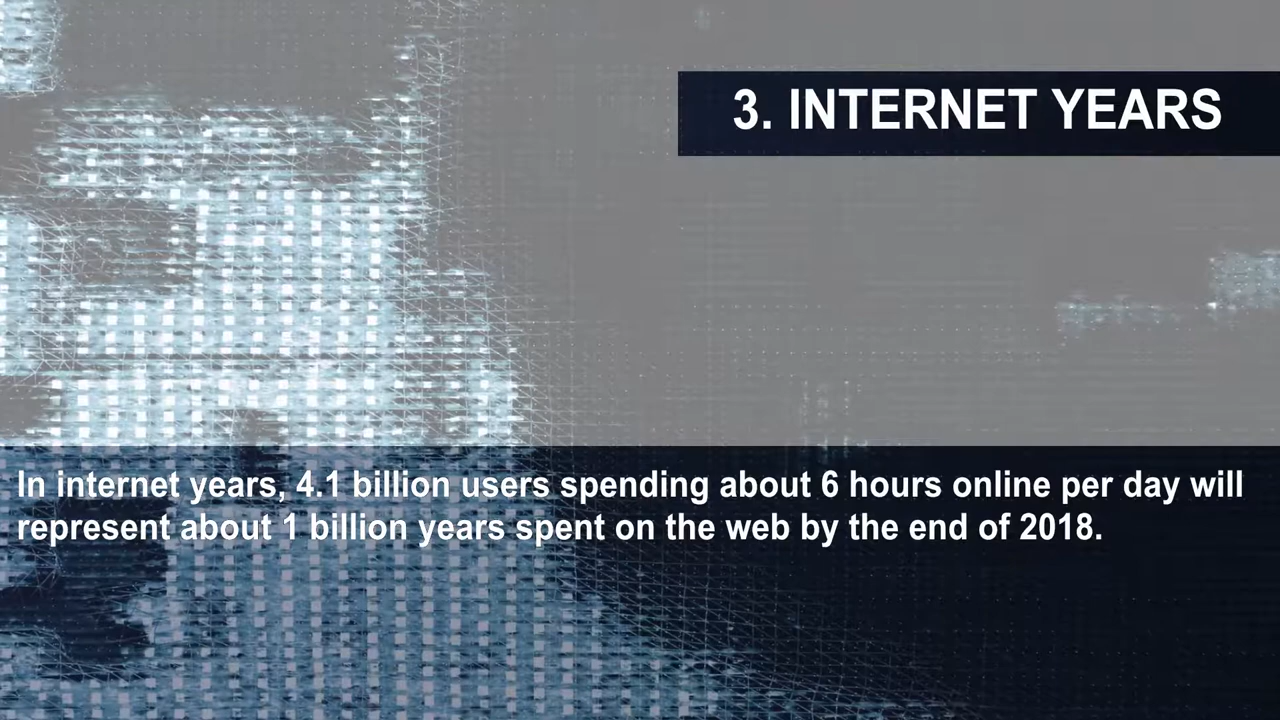 3. INTERNET YEARS
In internet years, 4.1 billion users spending about 6 hours online per day will
represent about 1 billion years spent on the web by the end of 2018.